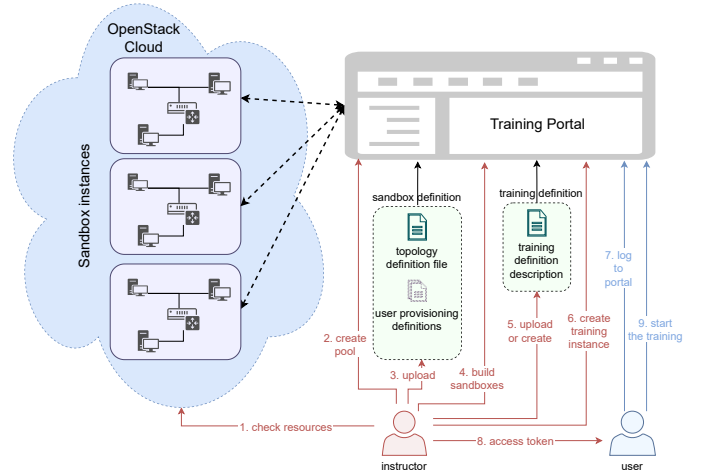 OpenStack
Cloud
Sandbox instances
Training Portal
sandbox definition
topology
definition file
user provisioning
definitions
training definition
training
definition
description
1. check resources
2. create
pool
3. upload
4. build
sandboxes
5. upload
or create
6. create
training
instance
7. log
to
portal
8. access token
9. start
the training
instructor
user